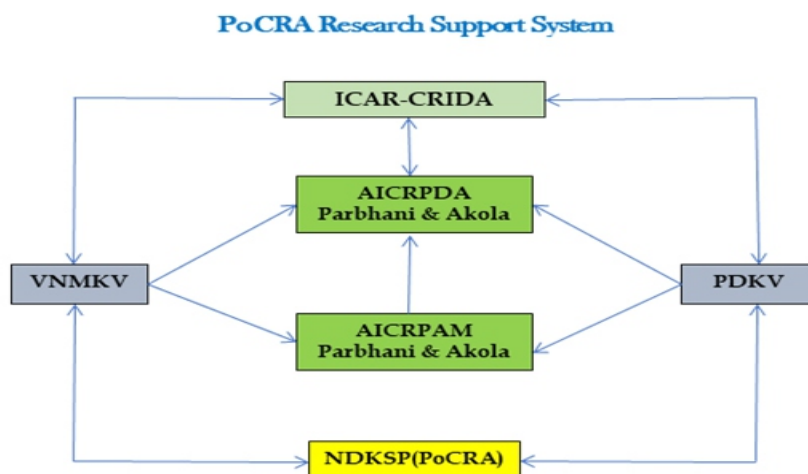 PoCRA Research Support System
ICAR-CRIDA
AICRPDA
Parbhani & Akola
VNMKV
PDKV
AICRPAM
Parbhani & Akola
NDKSP(PoCRA)